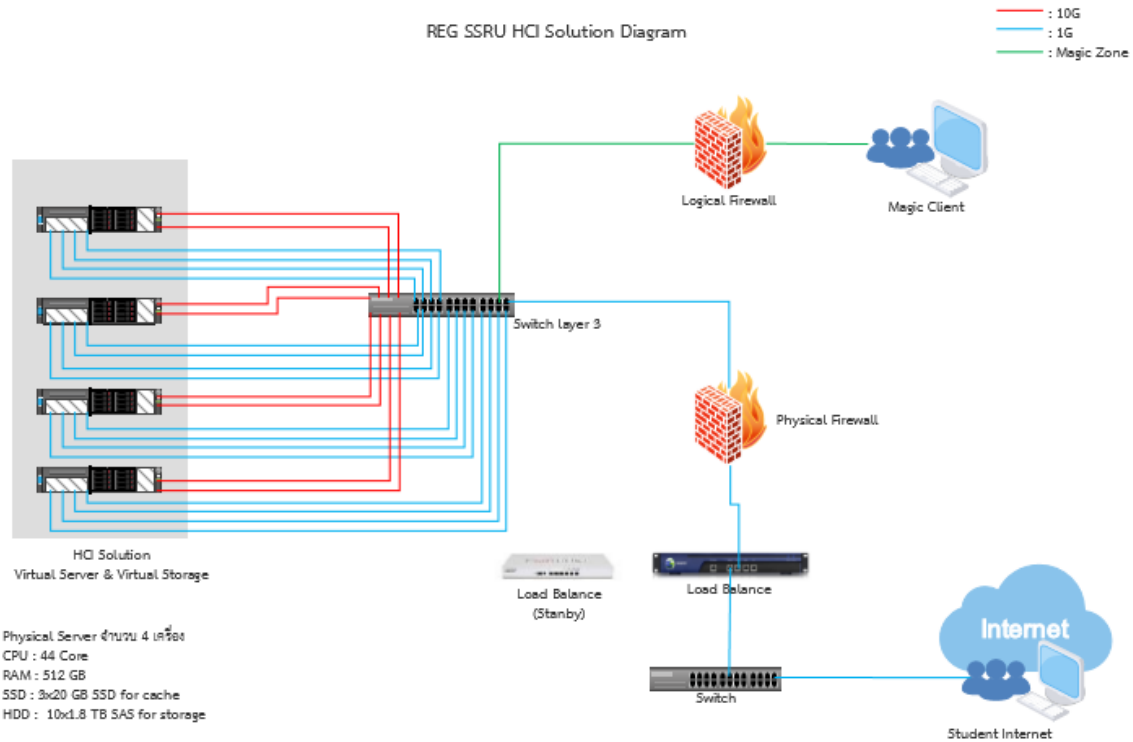 REG SSRU HCI Solution Diagram
: 10G
: 1G
: Magic Zone
Logical Firewall
Magic Client
Switch layer 3
Physical Firewall
HCI Solution
Virtual Server & Virtual Storage
Load Balance
(Stanby)
Load Balance
Internet
Physical Server จำนวน 4 เครื่อง
CPU : 44 Core
RAM : 512 GB
SSD : 3x20 GB SSD for cache
HDD : 10x1.8 TB SAS for storage
Switch
Student Internet